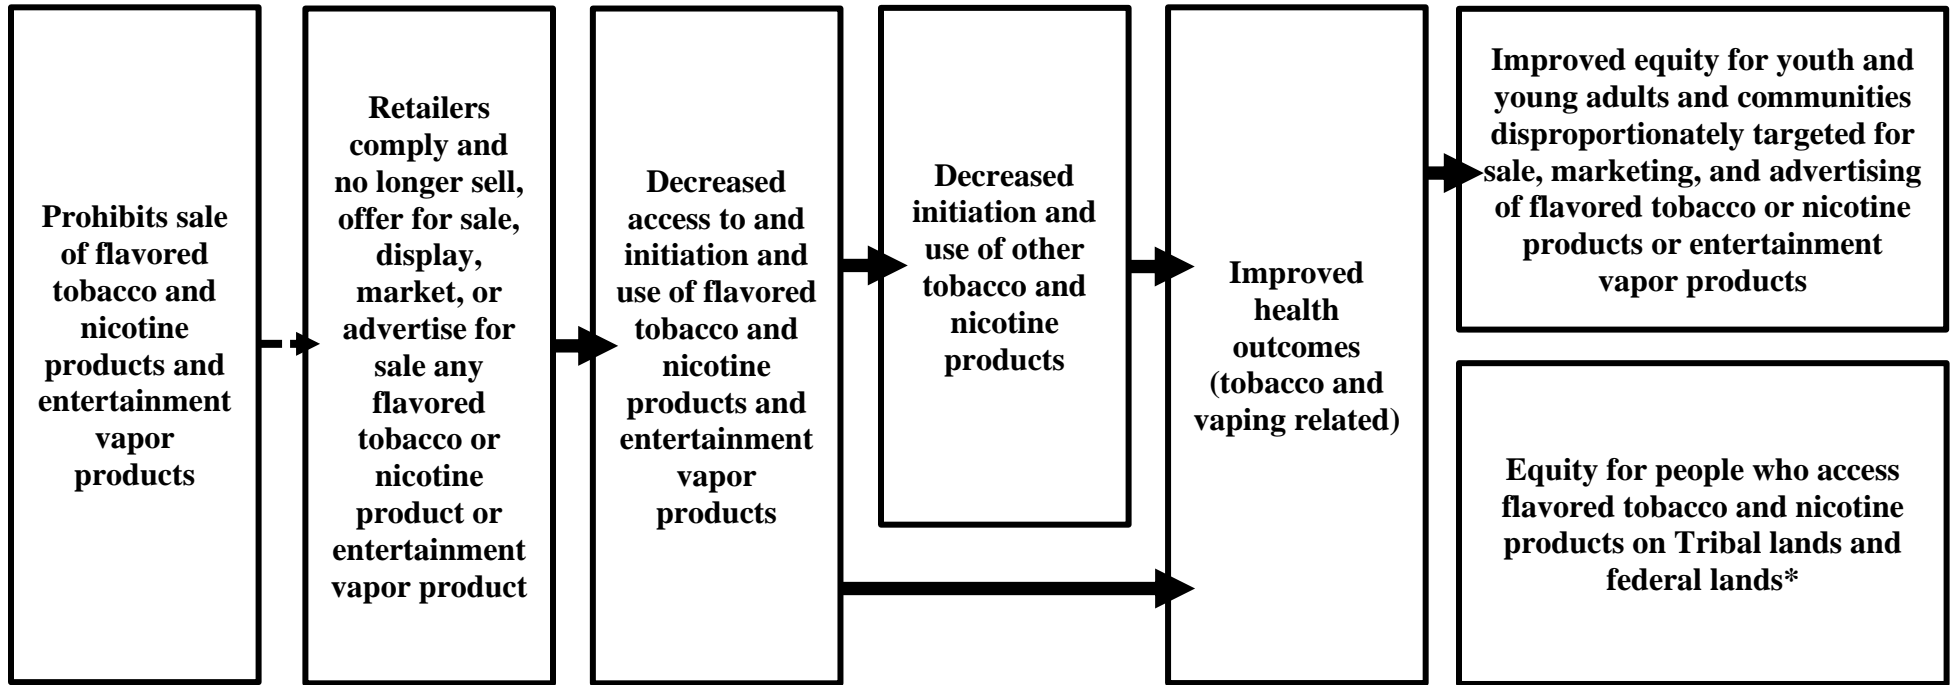 Prohibits sale
of flavored
tobacco and
nicotine
products and
entertainment
vapor
products
Retailers
comply and
no longer sell,
offer for sale,
display,
market, or
advertise for
sale any
flavored
tobacco or
nicotine
product or
entertainment
vapor product
Decreased
access to and
initiation and
use of flavored
tobacco and
nicotine
products and
entertainment
vapor
products
Decreased
initiation and
use of other
tobacco and
nicotine
products
Improved
health
outcomes
(tobacco and
vaping related)
Improved equity for youth and
young adults and communities
disproportionately targeted for
sale, marketing, and advertising
of flavored tobacco or nicotine
products or entertainment
vapor products
Equity for people who access
flavored tobacco and nicotine
products on Tribal lands and
federal lands*